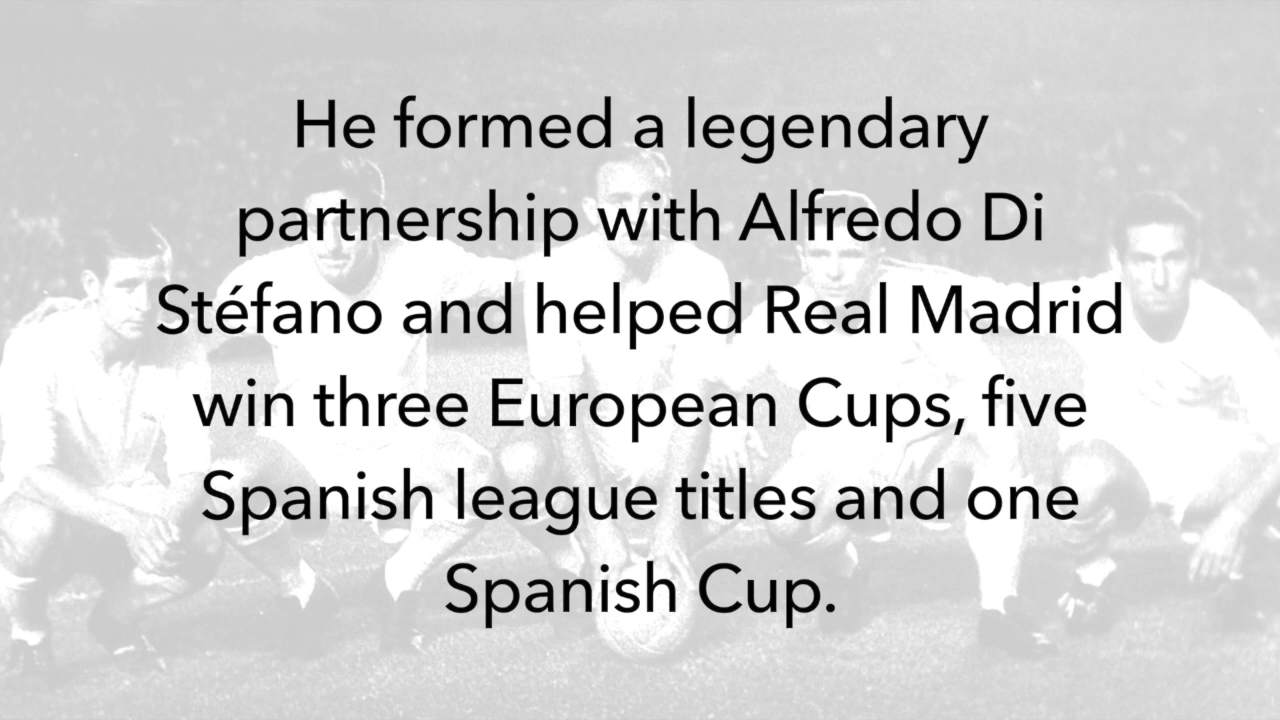 He formed a legendary
partnership with Alfredo Di
Stéfano and helped Real Madrid
win three European Cups, five
Spanish league titles and one
Spanish Cup.